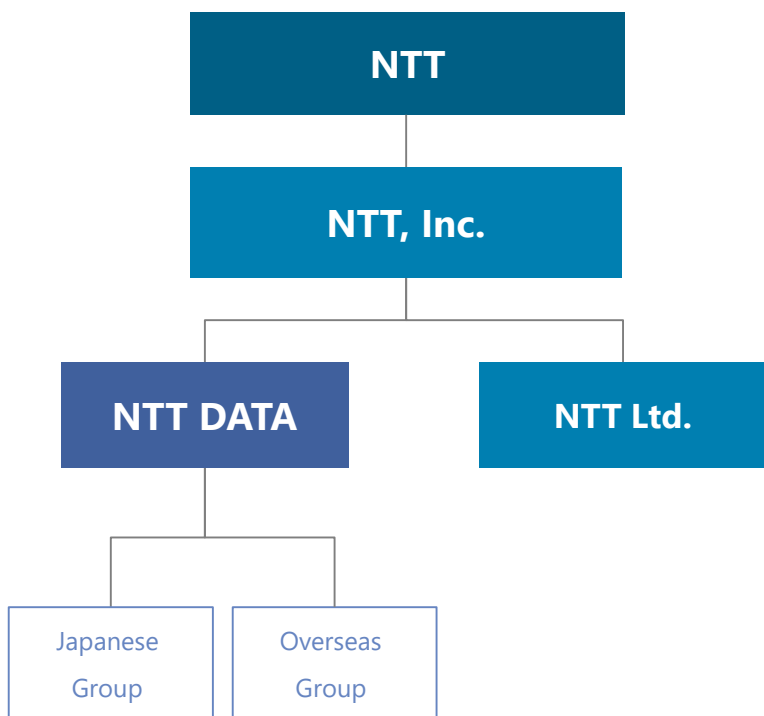 NTT
NTT, Inc.
NTT DATA
NTT Ltd.
Japanese
Group
Overseas
Group